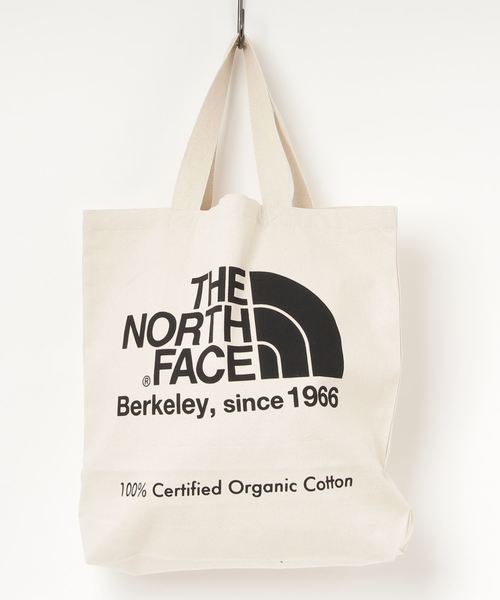 THE
NORTH
® FACE
Berkeley, since 1966
100% Certified Organic Cotton